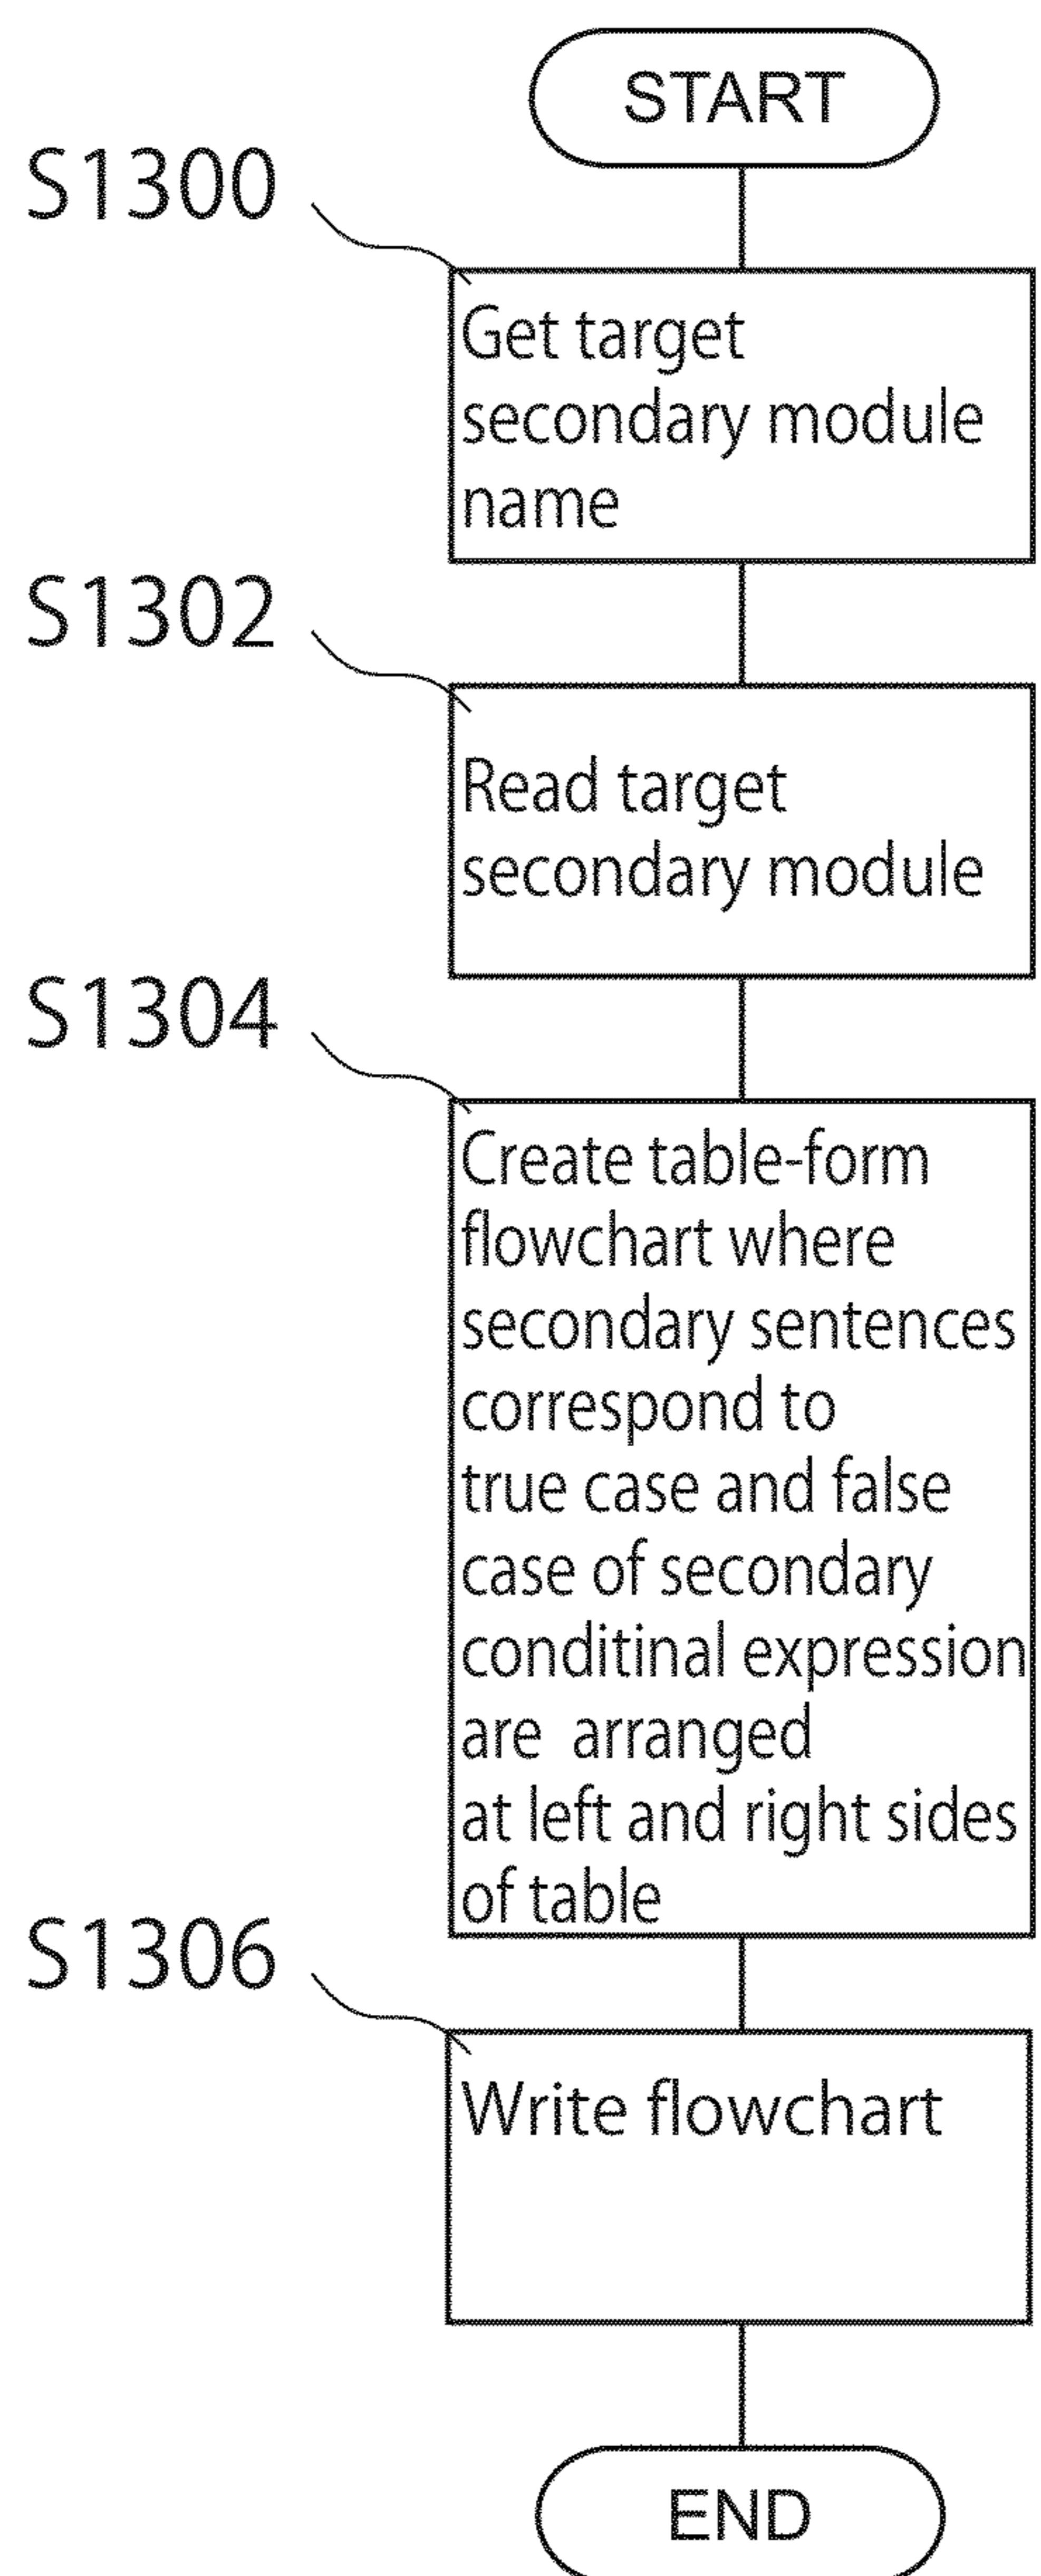 START
S1300
Get target
secondary module
name
S1302
Read target
secondary module
S1304
Create table-form
flowchart where
secondary sentences
correspond to
true case and false
case of secondary
conditinal expression
are arranged
at left and right sides
of table
S1306
Write flowchart
END